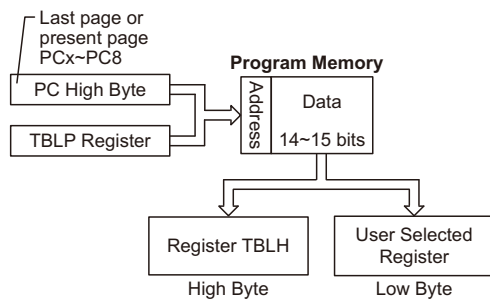 Last page or
present page
PCx~PC8
PC High Byte
TBLP Register
Program Memory
Address
Data
14~15 bits
Register TBLH
High Byte
User Selected
Register
Low Byte